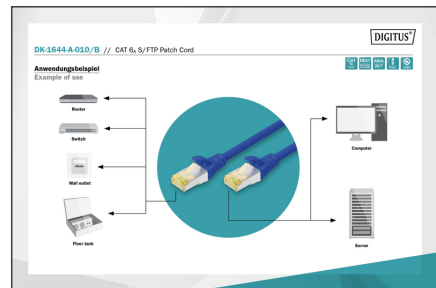 DIGITUS®
DK-1644-A-010/B // CAT 6A S/FTP Patch Cord
Anwendungsbeispiel
Example of use
Router
Switch
Wall outlet
Floor tank
Computer
Server